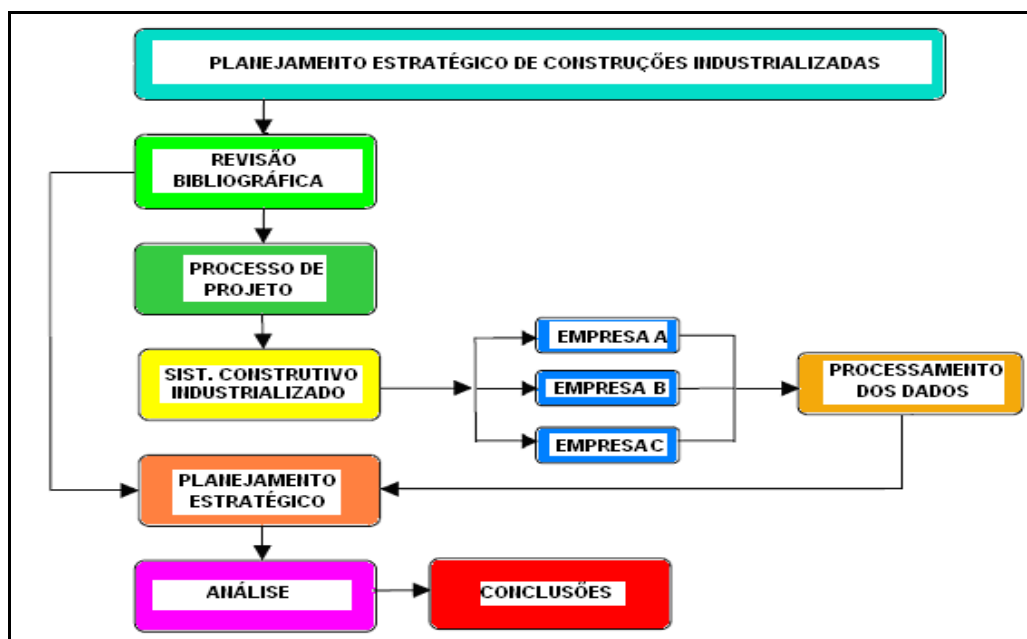 PLANEJAMENTO ESTRATÉGICO DE CONSTRUÇÕES INDUSTRIALIZADAS
REVISÃO
BIBLIOGRÁFICA
PROCESSO DE
PROJETO
SIST. CONSTRUTIVO
INDUSTRIALIZADO
EMPRESA A
EMPRESA B
EMPRESA C
PROCESSAMENTO
DOS DADOS
PLANEJAMENTO
ESTRATÉGICO
ANÁLISE
CONCLUSÕES